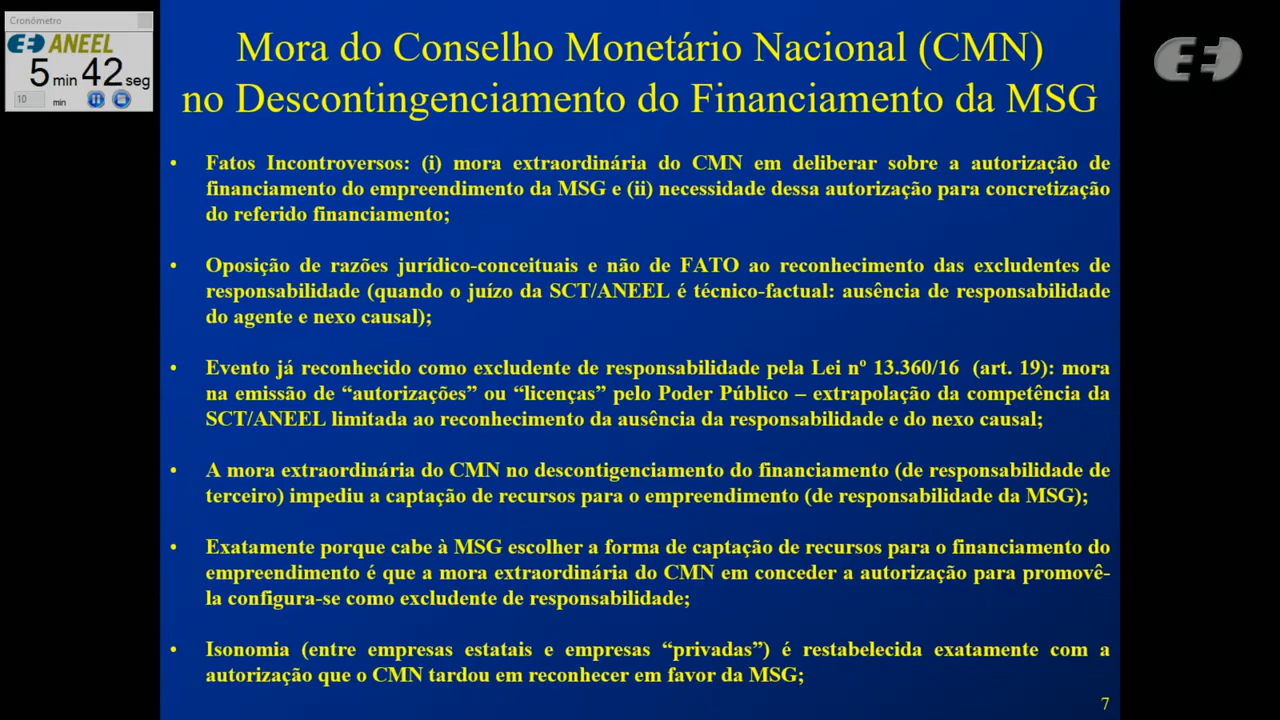 Cronómetro
ANEEL
5 min 42 seg
10 min
Mora do Conselho Monetário Nacional (CMN)
no Descontingenciamento do Financiamento da MSG
• Fatos Incontroversos: (i) mora extraordinária do CMN em deliberar sobre a autorização de
financiamento do empreendimento da MSG e (ii) necessidade dessa autorização para concretização
do referido financiamento;
• Oposição de razões jurídico-conceituais e não de FATO ao reconhecimento das excludentes de
responsabilidade (quando o juízo da SCT/ANEEL é técnico-factual: ausência de responsabilidade
do agente e nexo causal);
• Evento já reconhecido como excludente de responsabilidade pela Lei nº 13.360/16 (art. 19): mora
na emissão de “autorizações” ou “licenças” pelo Poder Público – extrapolação da competência da
SCT/ANEEL limitada ao reconhecimento da ausência da responsabilidade e do nexo causal;
• A mora extraordinária do CMN no descontigenciamento do financiamento (de responsabilidade de
terceiro) impediu a captação de recursos para o empreendimento (de responsabilidade da MSG);
• Exatamente porque cabe à MSG escolher a forma de captação de recursos para o financiamento do
empreendimento é que a mora extraordinária do CMN em conceder a autorização para promovê-
la configura-se como excludente de responsabilidade;
• Isonomia (entre empresas estatais e empresas “privadas”) é restabelecida exatamente com a
autorização que o CMN tardou em reconhecer em favor da MSG;
7